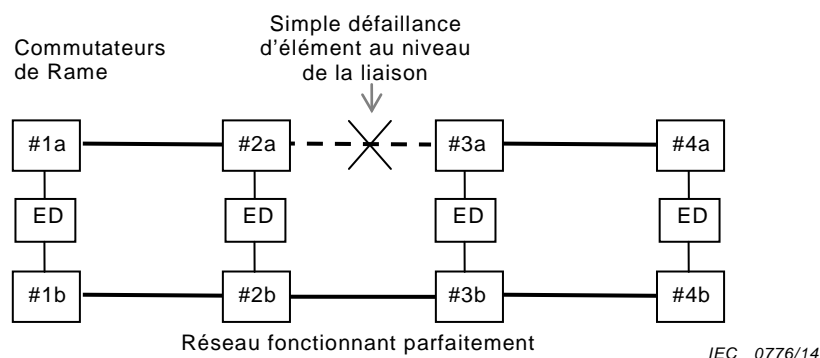 Simple défaillance
d'élément au niveau
de la liaison
Commutateurs
de Rame
#1a
#2a
#3a
#4a
ED
ED
ED
ED
#1b
#2b
#3b
#4b
Réseau fonctionnant parfaitement
IEC 0776/14